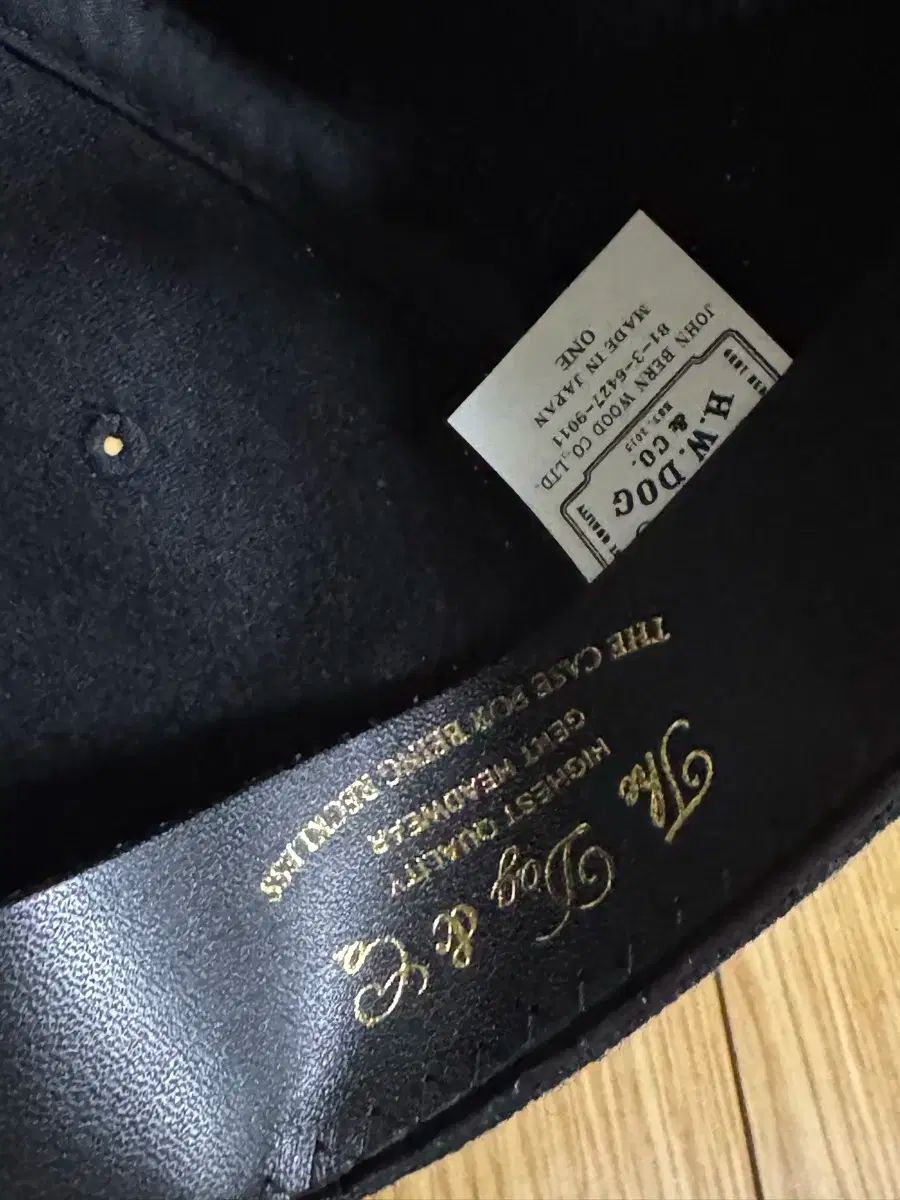 H.W.DOG
& CO.
EST. 2015
QUALITY
JOHN BERN WOOD CO.,LTD.
81-3-6427-9011
MADE IN JAPAN
ONE
The Dog & Co
HIGHEST QUALITY
GENT HEADWEAR
THE CASE FOR BEING RECKLESS